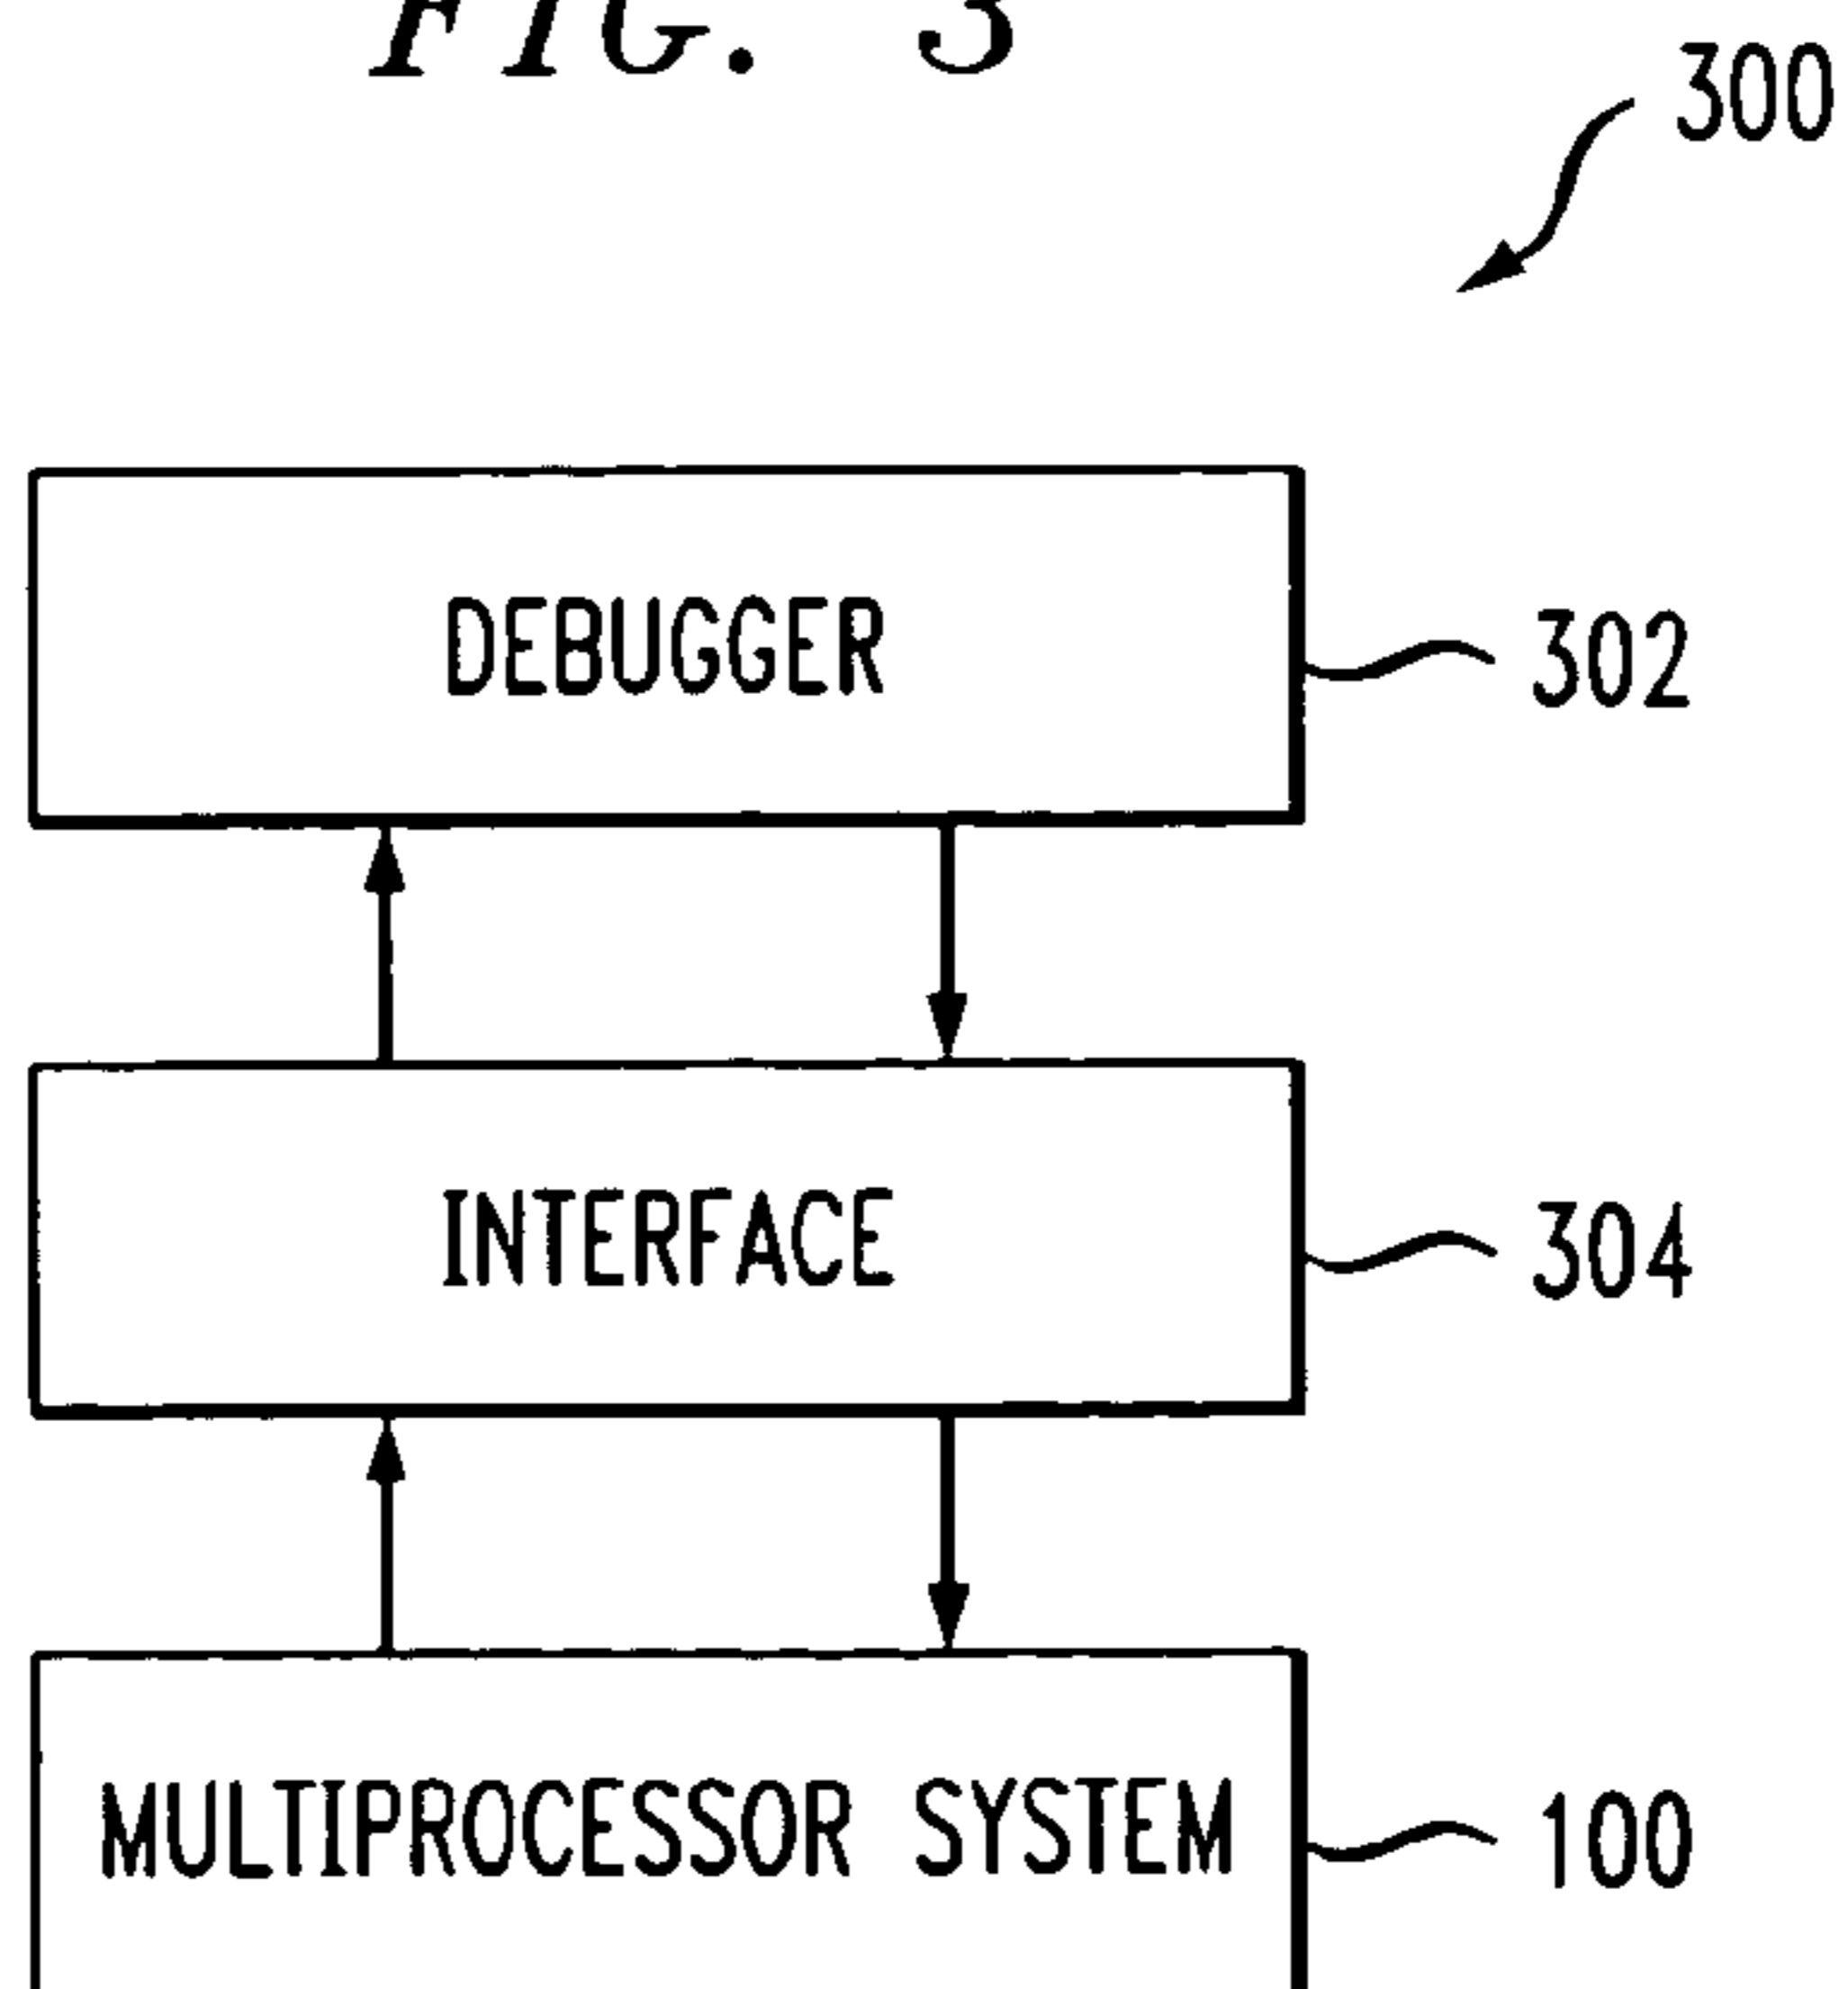 FIG. 3
300
DEBUGGER
302
INTERFACE
304
MULTIPROCESSOR SYSTEM
100